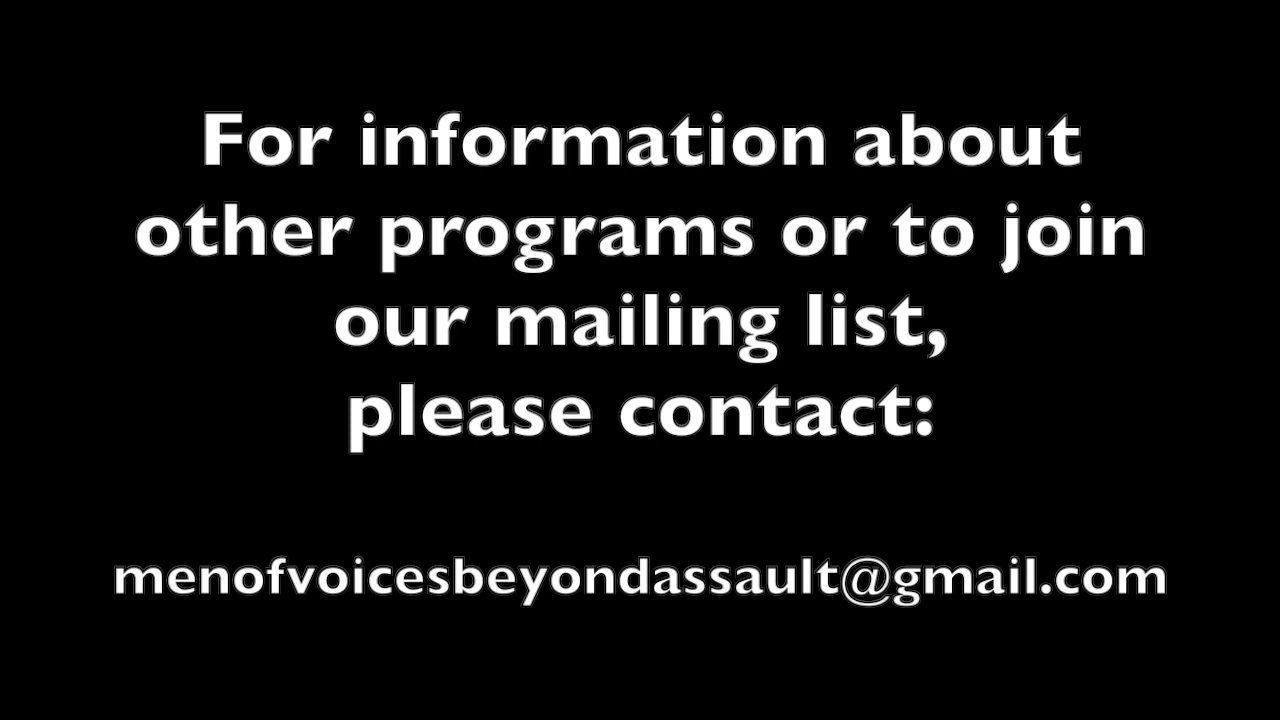 For information about
other programs or to join
our mailing list,
please contact:
menofvoicesbeyondassault@gmail.com